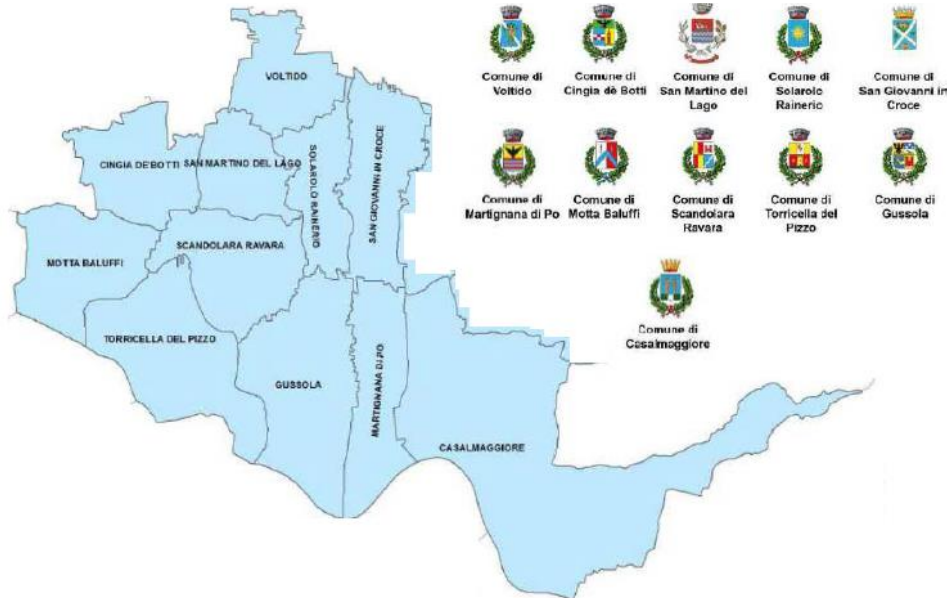 VOLTIDO
CINGIA DE'BOTTI
SAN MARTINO DEL LAGO
SOLAROLO RAINERIO
SAN GIOVANNI IN CROCE
MOTTA BALUFFI
SCANDOLARA RAVARA
TORRICELLA DEL PIZZO
GUSSOLA
MARTIGNANA DI PO
CASALMAGGIORE
Comune di
Voltido
Comune di
Cingia dè Botti
Comune di
San Martino del
Lago
Comune di
Solarolo
Rainerio
Comune di
San Giovanni in
Croce
Comune di
Martignana di Po
Comune di
Motta Baluffi
Comune di
Scandolara
Ravara
Comune di
Torricella del
Pizzo
Comune di
Gussola
Comune di
Casalmaggiore